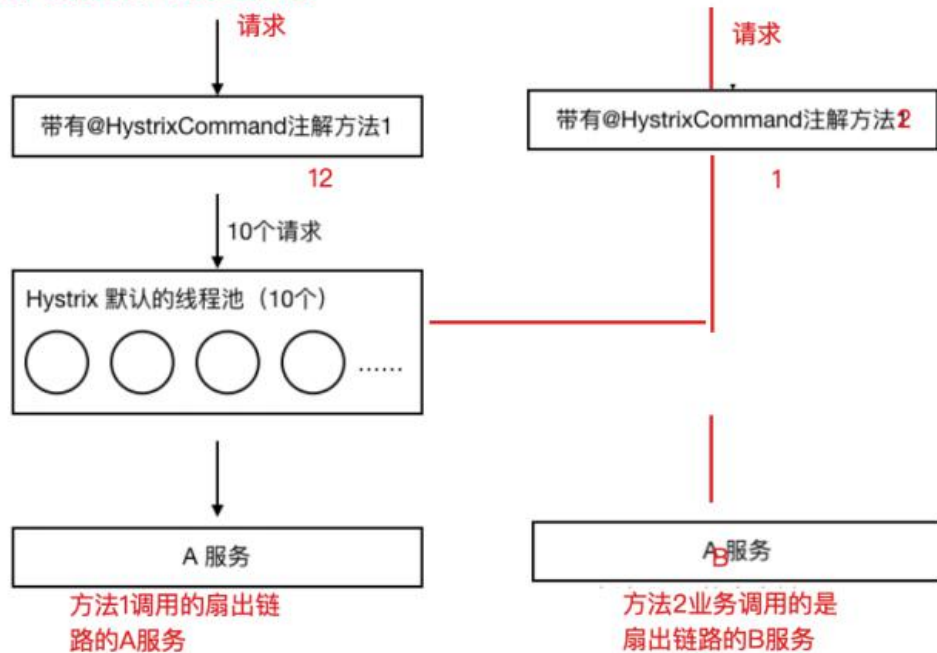 请求
请求
带有@HystrixCommand注解方法1
带有@HystrixCommand注解方法2
12
1
10个请求
Hystrix 默认的线程池（10个）
......
A 服务
B 服务
方法1调用的扇出链
路的A服务
方法2业务调用的是
扇出链路的B服务